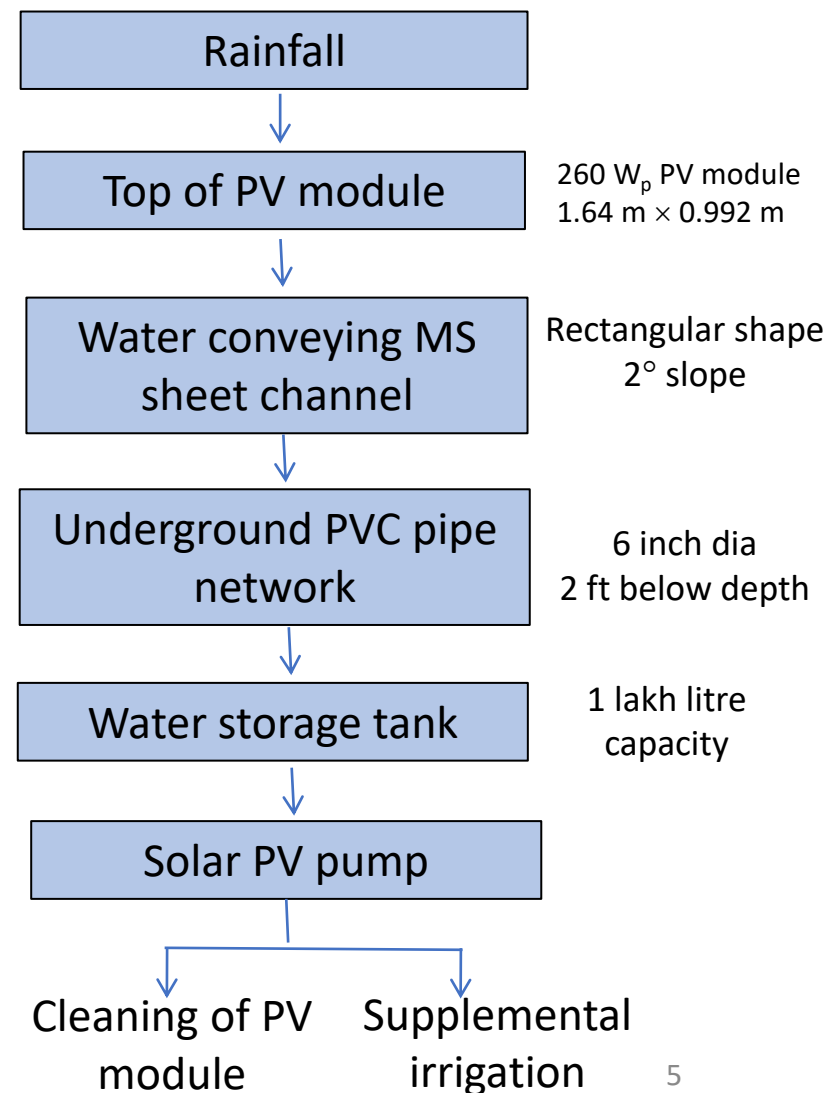 Rainfall
Top of PV module
260 Wp PV module
1.64 m × 0.992 m
Water conveying MS
sheet channel
Rectangular shape
2° slope
Underground PVC pipe
network
6 inch dia
2 ft below depth
Water storage tank
1 lakh litre
capacity
Solar PV pump
Cleaning of PV
module
Supplemental
irrigation
5